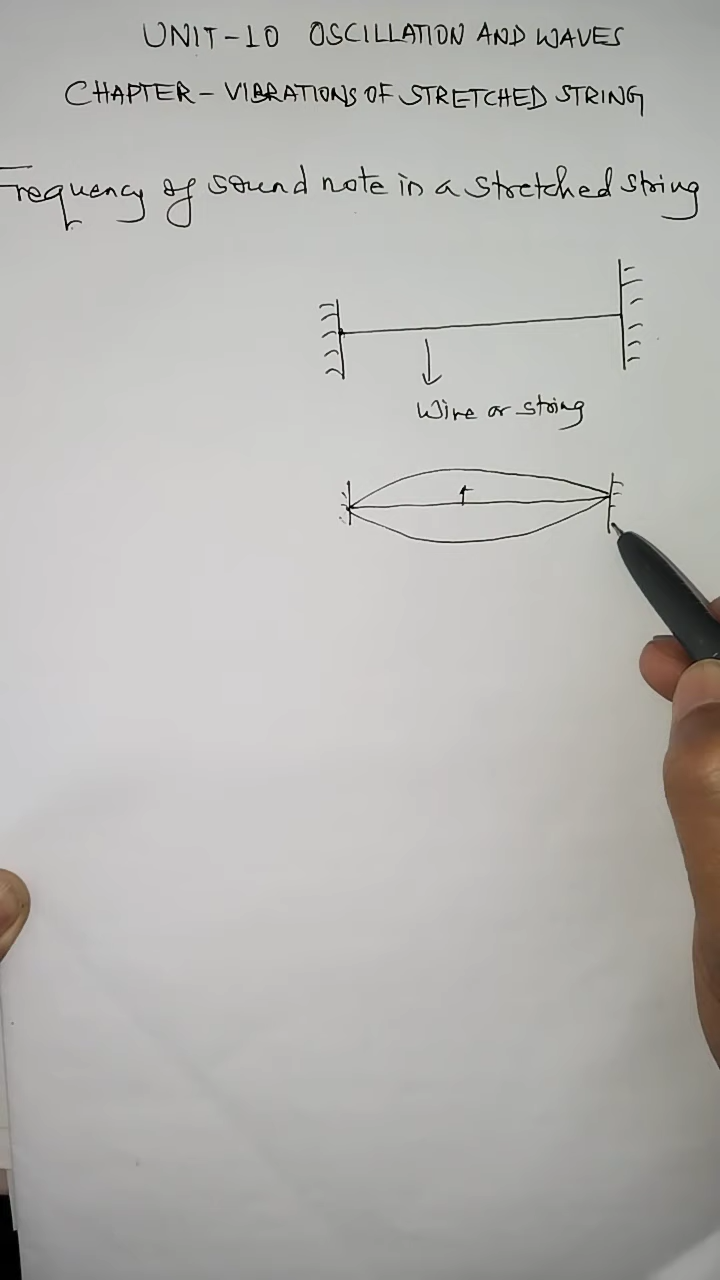 UNIT-10 OSCILLATION AND WAVES
CHAPTER - VIBRATIONS OF STRETCHED STRING
Frequency of sound note in a stretched string
Wire or string